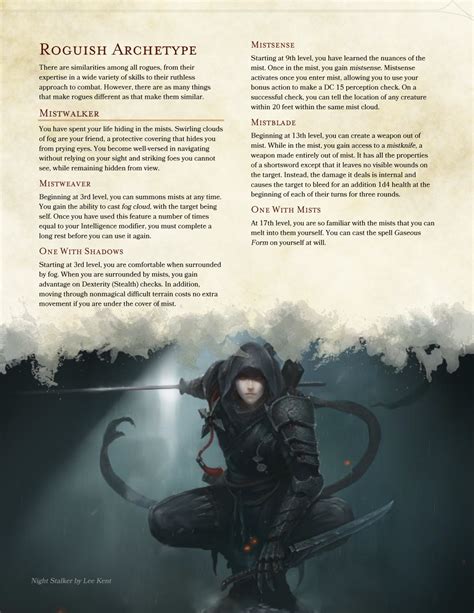 ROGUISH ARCHETYPE
There are similarities among all rogues, from their
expertise in a wide variety of skills to their ruthless
approach to combat. However, there are as many things
that make rogues different as that make them similar.
MISTWALKER
You have spent your life hiding in the mists. Swirling clouds
of fog are your friend, a protective covering that hides you
from prying eyes. You become well-versed in navigating
without relying on your sight and striking foes you cannot
see, while remaining hidden from view.
MISTWEAVER
Beginning at 3rd level, you can summon mists at any time.
You gain the ability to cast fog cloud, with the target being
self. Once you have used this feature a number of times
equal to your Intelligence modifier, you must complete a
long rest before you can use it again.
ONE WITH SHADOWS
Starting at 3rd level, you are comfortable when surrounded
by fog. When you are surrounded by mists, you gain
advantage on Dexterity (Stealth) checks. In addition,
moving through nonmagical difficult terrain costs no extra
movement if you are under the cover of mist.
MISTSENSE
Starting at 9th level, you have learned the nuances of the
mist. Once in the mist, you gain mistsense. Mistsense
activates once you enter mist, allowing you to use your
bonus action to make a DC 15 perception check. On a
successful check, you can tell the location of any creature
within 20 feet within the same mist cloud.
MISTBLADE
Beginning at 13th level, you can create a weapon out of
mist. While in the mist, you gain access to a mistknife, a
weapon made entirely out of mist. It has all the properties
of a shortsword except that it leaves no visible wounds on
the target. Instead, the damage it deals is internal and
causes the target to bleed for an addition 1d4 health at the
beginning of each of their turns for three rounds.
ONE WITH MISTS
At 17th level, you are so familiar with the mists that you can
melt into them yourself. You can cast the spell Gaseous
Form on yourself at will.
Night Stalker by Lee Kent